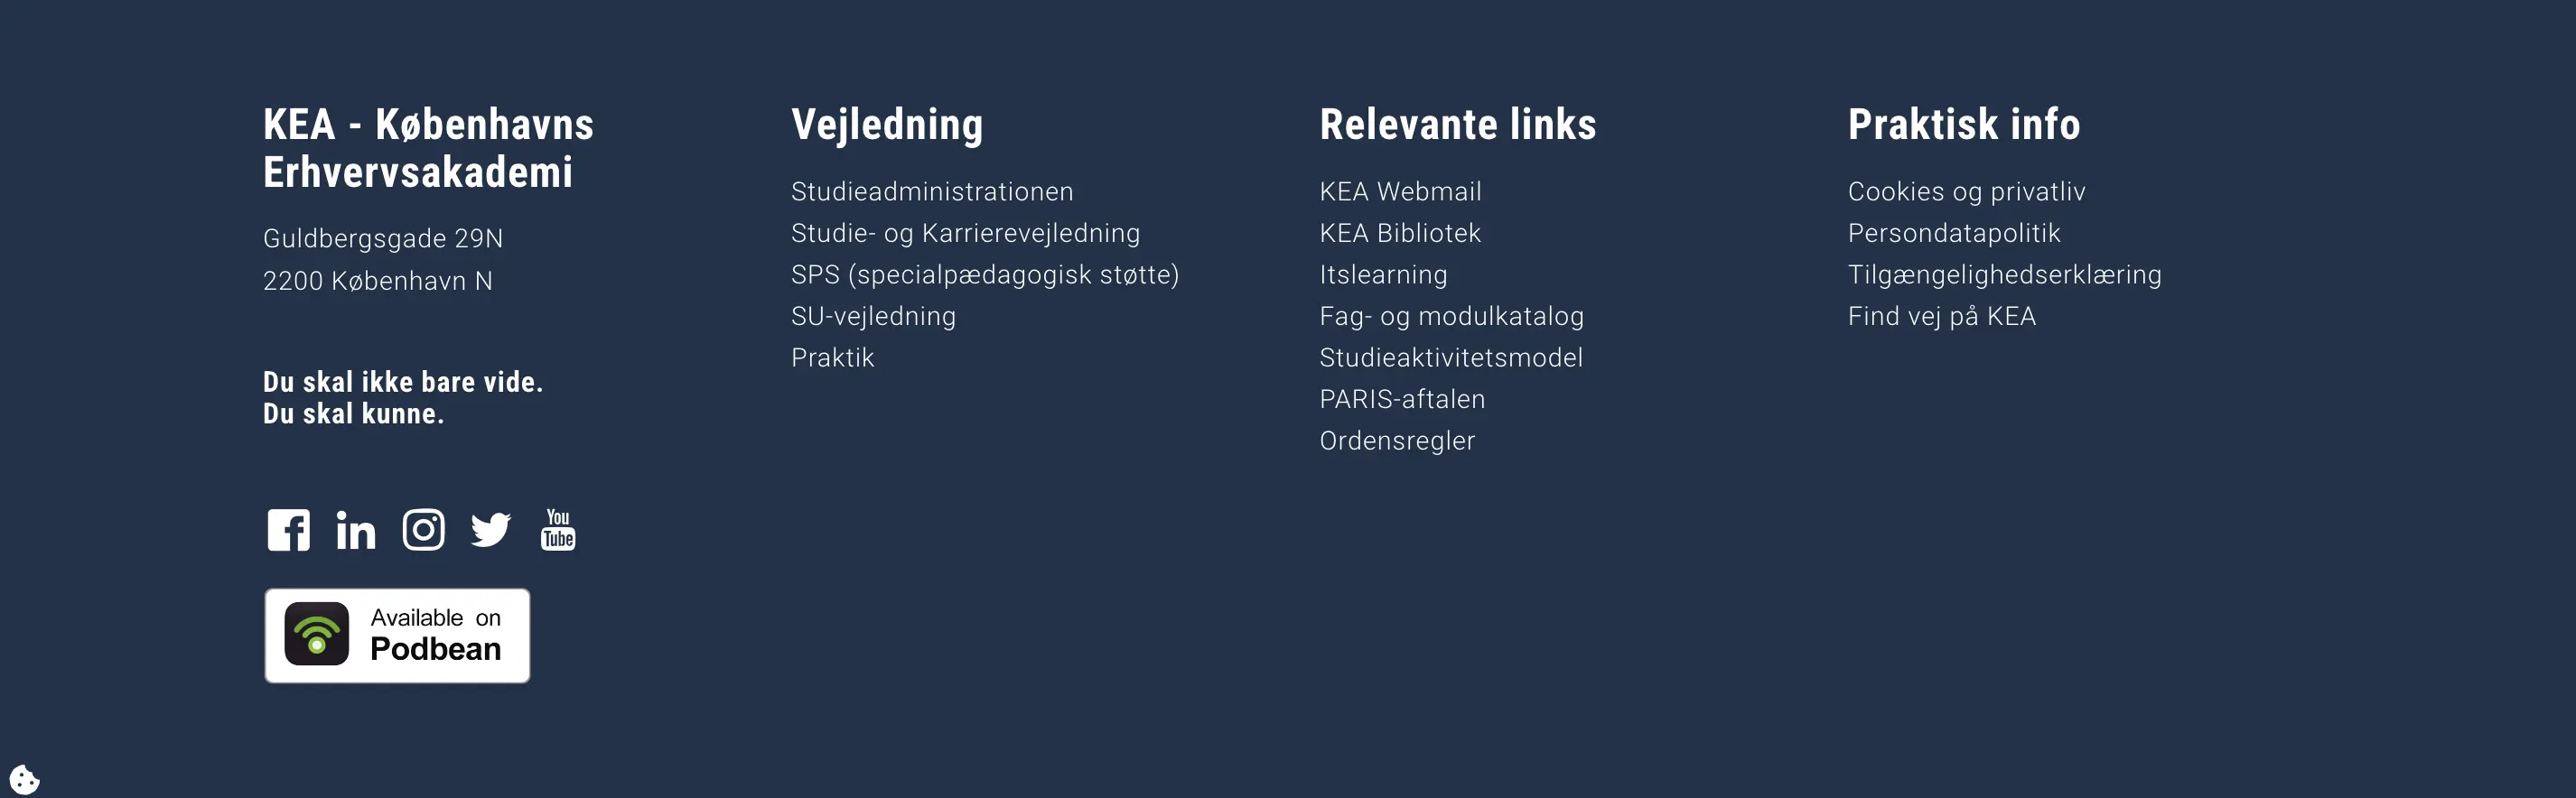 KEA - Københavns
Erhvervsakademi
Guldbergsgade 29N
2200 København N
Du skal ikke bare vide.
Du skal kunne.
You
Tube
Available on
Podbean
Vejledning
Studieadministrationen
Studie- og Karrierevejledning
SPS (specialpædagogisk støtte)
SU-vejledning
Praktik
Relevante links
KEA Webmail
KEA Bibliotek
Itslearning
Fag- og modulkatalog
Studieaktivitetsmodel
PARIS-aftalen
Ordensregler
Praktisk info
Cookies og privatliv
Persondatapolitik
Tilgængelighedserklæring
Find vej på KEA